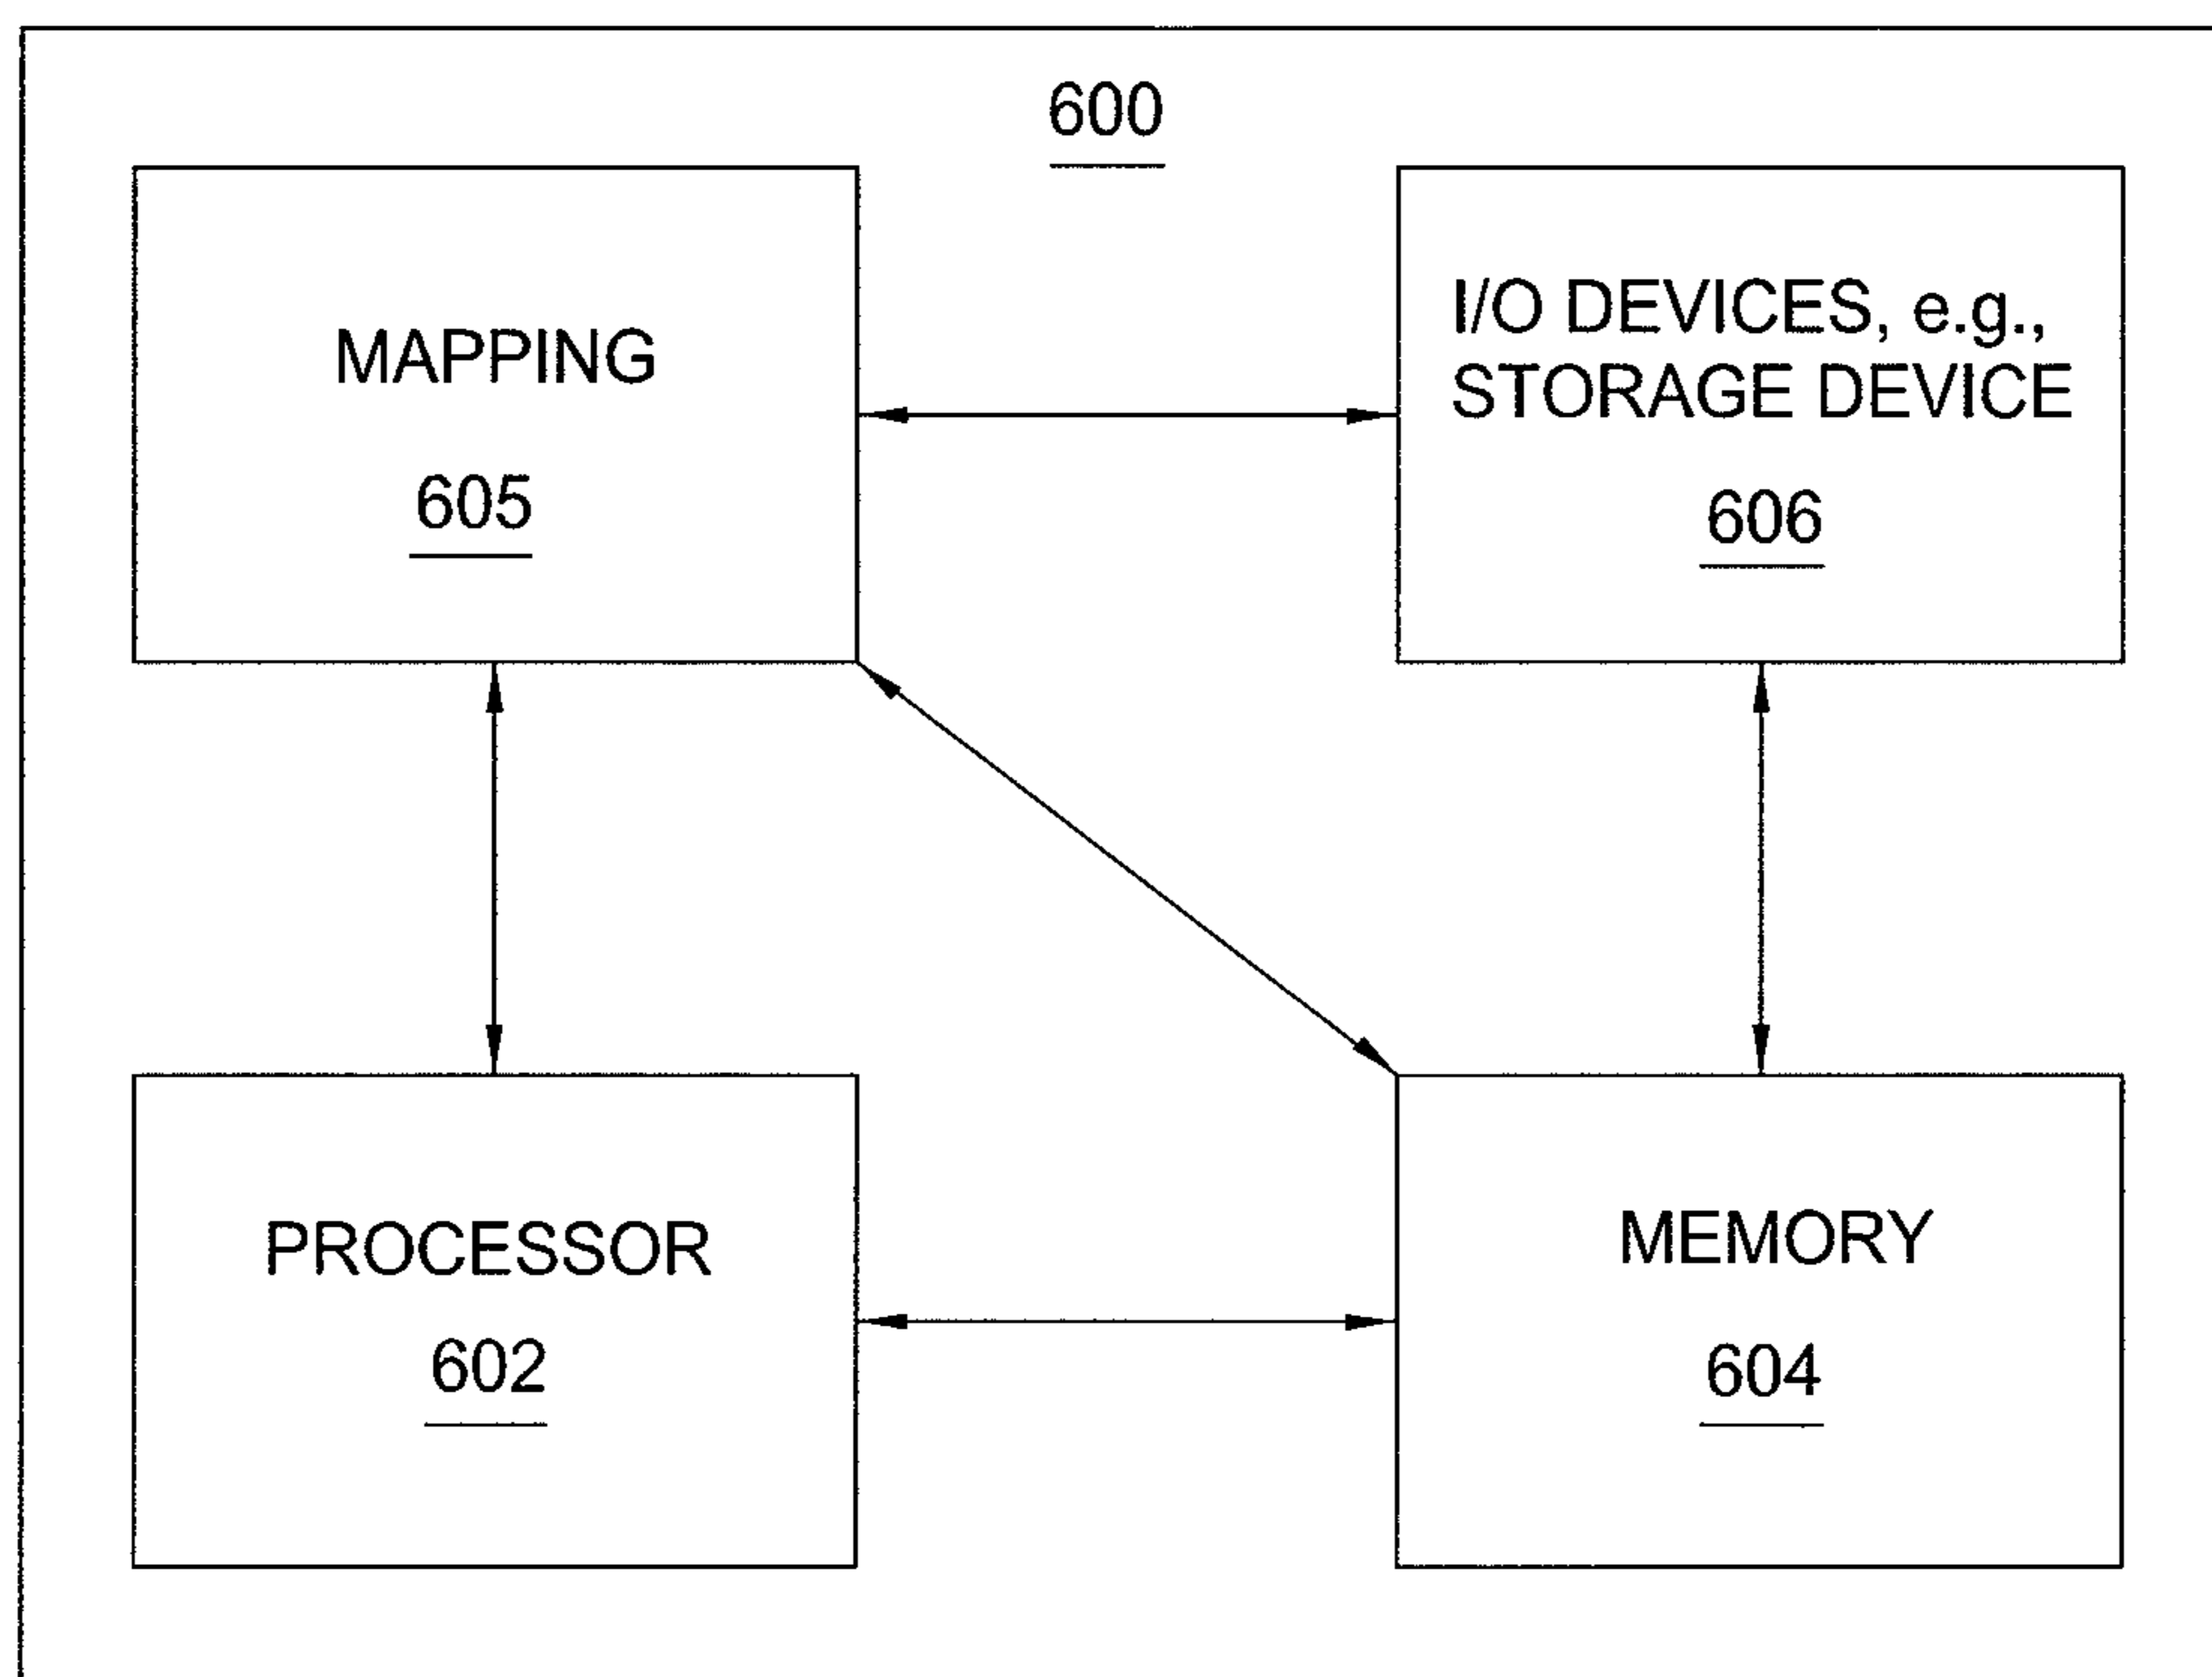 600
MAPPING
605
I/O DEVICES, e.g.,
STORAGE DEVICE
606
PROCESSOR
602
MEMORY
604